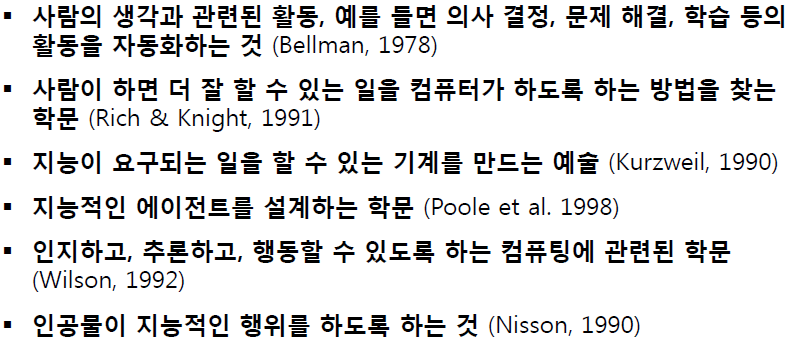 ▪ 사람의 생각과 관련된 활동, 예를 들면 의사 결정, 문제 해결, 학습 등의
활동을 자동화하는 것 (Bellman, 1978)
▪ 사람이 하면 더 잘 할 수 있는 일을 컴퓨터가 하도록 하는 방법을 찾는
학문 (Rich & Knight, 1991)
▪ 지능이 요구되는 일을 할 수 있는 기계를 만드는 예술 (Kurzweil, 1990)
▪ 지능적인 에이전트를 설계하는 학문 (Poole et al. 1998)
▪ 인지하고, 추론하고, 행동할 수 있도록 하는 컴퓨팅에 관련된 학문
(Wilson, 1992)
▪ 인공물이 지능적인 행위를 하도록 하는 것 (Nisson, 1990)